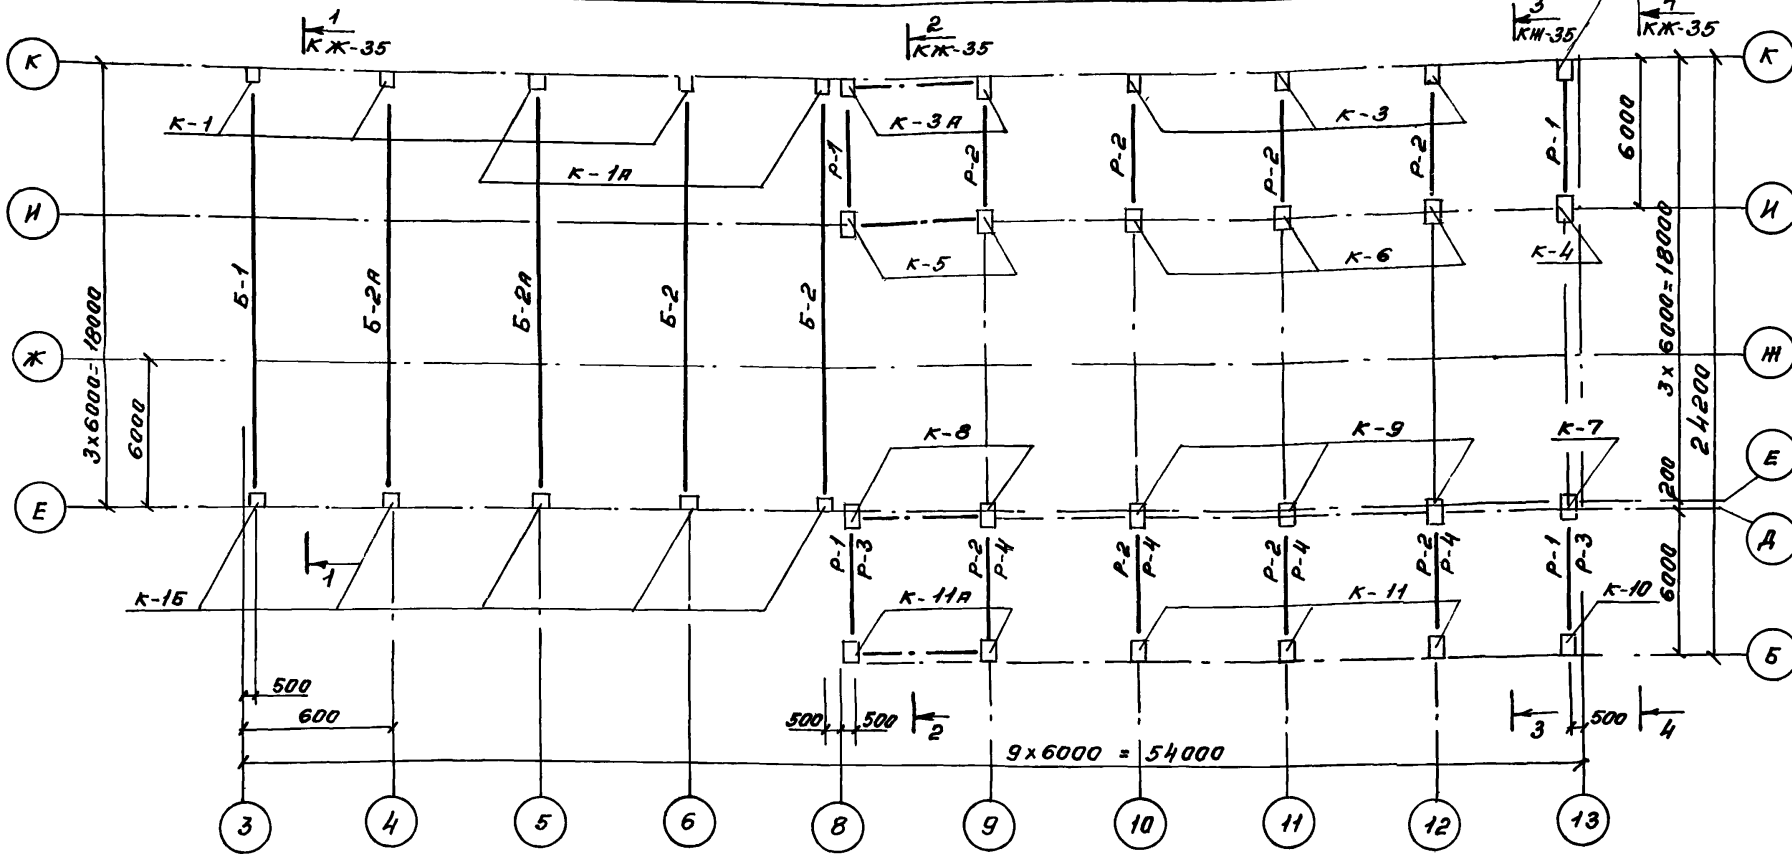 1
КЖ-35
2
КЖ-35
3
КЖ-35
КЖ-35
К
К
К-1
К-1А
К-3А
К-3
Р-1
Р-2
Р-2
Р-2
Р-2
Р-1
6000
И
И
К-5
К-6
К-4
Б-1
Б-2А
Б-2А
Б-2
Б-2
3х6000=18000
6000
3х6000=18000
24200
Ж
Ж
К-8
К-9
К-7
200
Е
Е
Д
1
Р-1
Р-3
Р-2
Р-4
Р-2
Р-4
Р-2
Р-4
Р-2
Р-4
Р-1
Р-3
6000
К-1Б
К-11А
К-11
К-10
Б
500
600
500
500
2
3
500
4
9х6000 = 54000
3
4
5
6
8
9
10
11
12
13